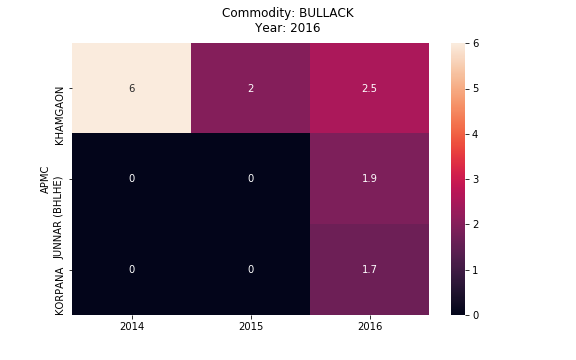 Commodity: BULLACK
Year: 2016
APMC
KHAMGAON
6 2 2.5
JUNNAR (BHLHE)
0 0 1.9
KORPANA
0 0 1.7
2014 2015 2016
6
5
4
3
2
1
0